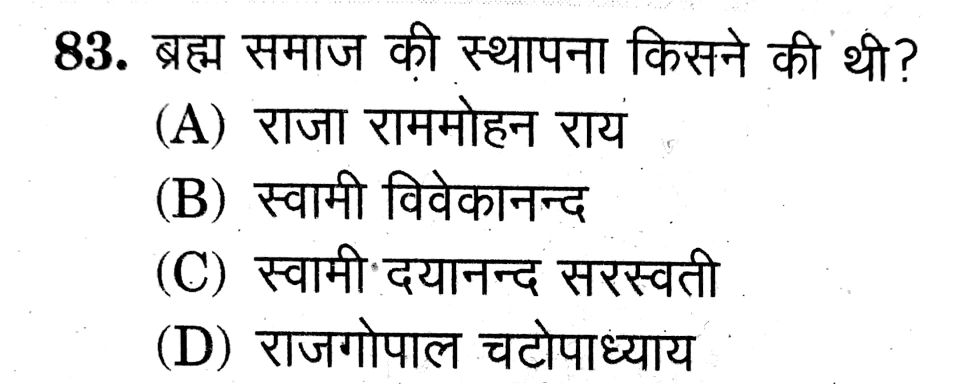 83. ब्रह्म समाज की स्थापना किसने की थी?
(A) राजा राममोहन राय
(B) स्वामी विवेकानन्द
(C) स्वामी दयानन्द सरस्वती
(D) राजगोपाल चटोपाध्याय